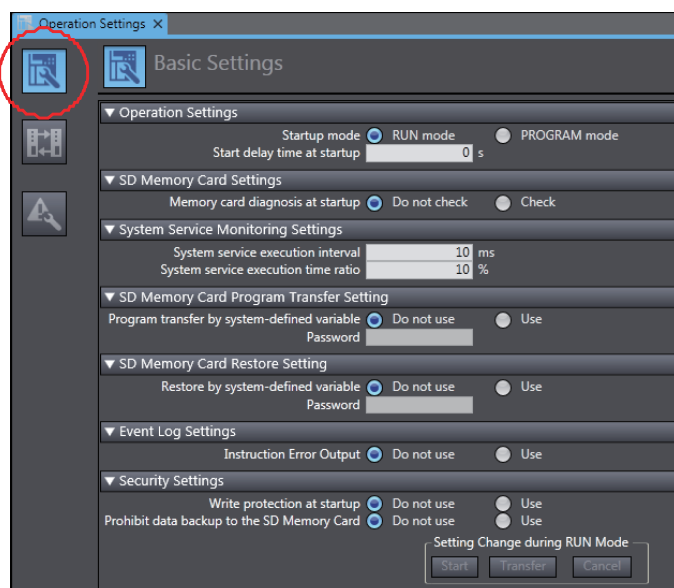 Operation Settings ×
Basic Settings
▼ Operation Settings
Startup mode RUN mode PROGRAM mode
Start delay time at startup 0 s
▼ SD Memory Card Settings
Memory card diagnosis at startup Do not check Check
▼ System Service Monitoring Settings
System service execution interval 10 ms
System service execution time ratio 10 %
▼ SD Memory Card Program Transfer Setting
Program transfer by system-defined variable Do not use Use
Password
▼ SD Memory Card Restore Setting
Restore by system-defined variable Do not use Use
Password
▼ Event Log Settings
Instruction Error Output Do not use Use
▼ Security Settings
Write protection at startup Do not use Use
Prohibit data backup to the SD Memory Card Do not use Use
Setting Change during RUN Mode
Start Transfer Cancel